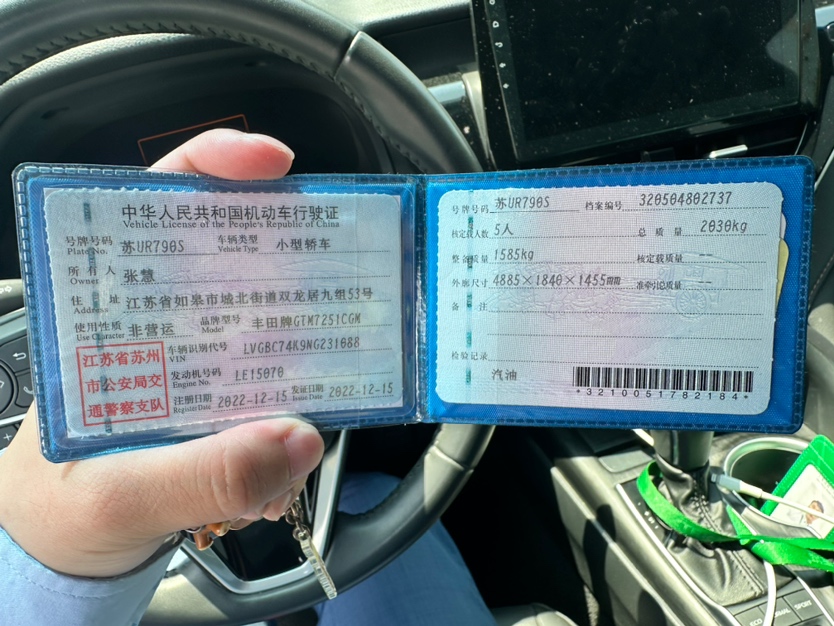 中华人民共和国机动车行驶证
Vehicle License of the People's Republic of China
号牌号码 苏UR790S 车辆类型 小型轿车
Plate No. Vehicle Type
所有人 张慧
Owner
住址 江苏省如皋市城北街道双龙居九组53号
Address
使用性质 非营运 品牌型号 丰田牌GTM7251CGM
Use Character Model
江苏省苏州
市公安局交
通警察支队
车辆识别代号 LVGBC74K9NG231088
VIN
发动机号码 LE15070
Engine No.
注册日期 2022-12-15 发证日期 2022-12-15
Register Date Issue Date
号牌号码 苏UR790S 档案编号 320504802737
核定载人数 5人 总质量 2030kg
整备质量 1585kg 核定载质量 --
外廓尺寸 4885×1840×1455mm 准牵引总质量 --
备注
检验记录
汽油
*3210051782184*
ECO
SPORT